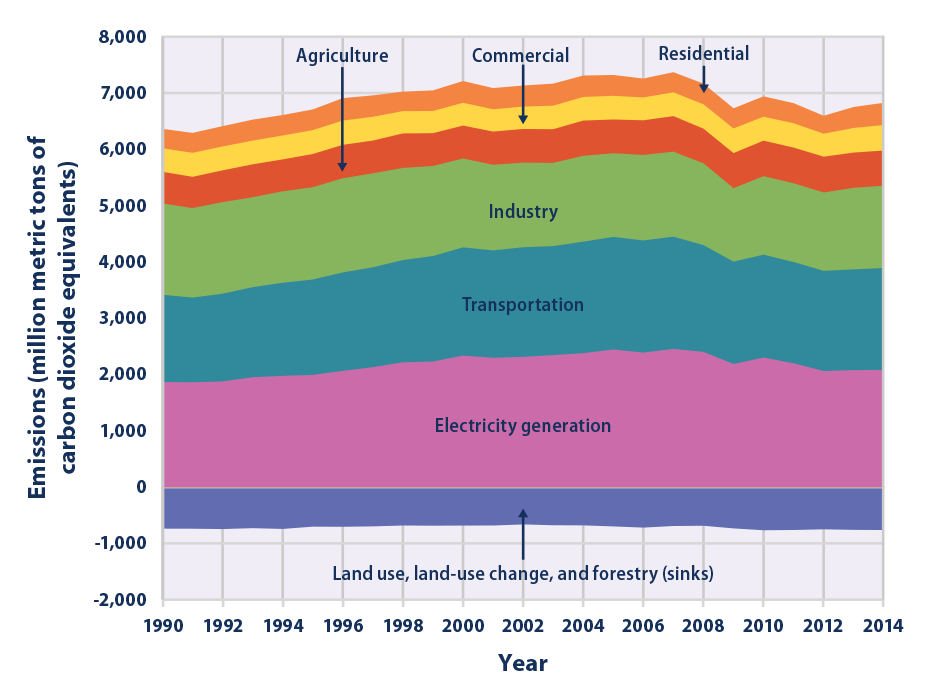 8,000
7,000
6,000
5,000
4,000
3,000
2,000
1,000
0
-1,000
-2,000
Emissions (million metric tons of
carbon dioxide equivalents)
Agriculture
Commercial
Residential
Industry
Transportation
Electricity generation
Land use, land-use change, and forestry (sinks)
1990 1992 1994 1996 1998 2000 2002 2004 2006 2008 2010 2012 2014
Year